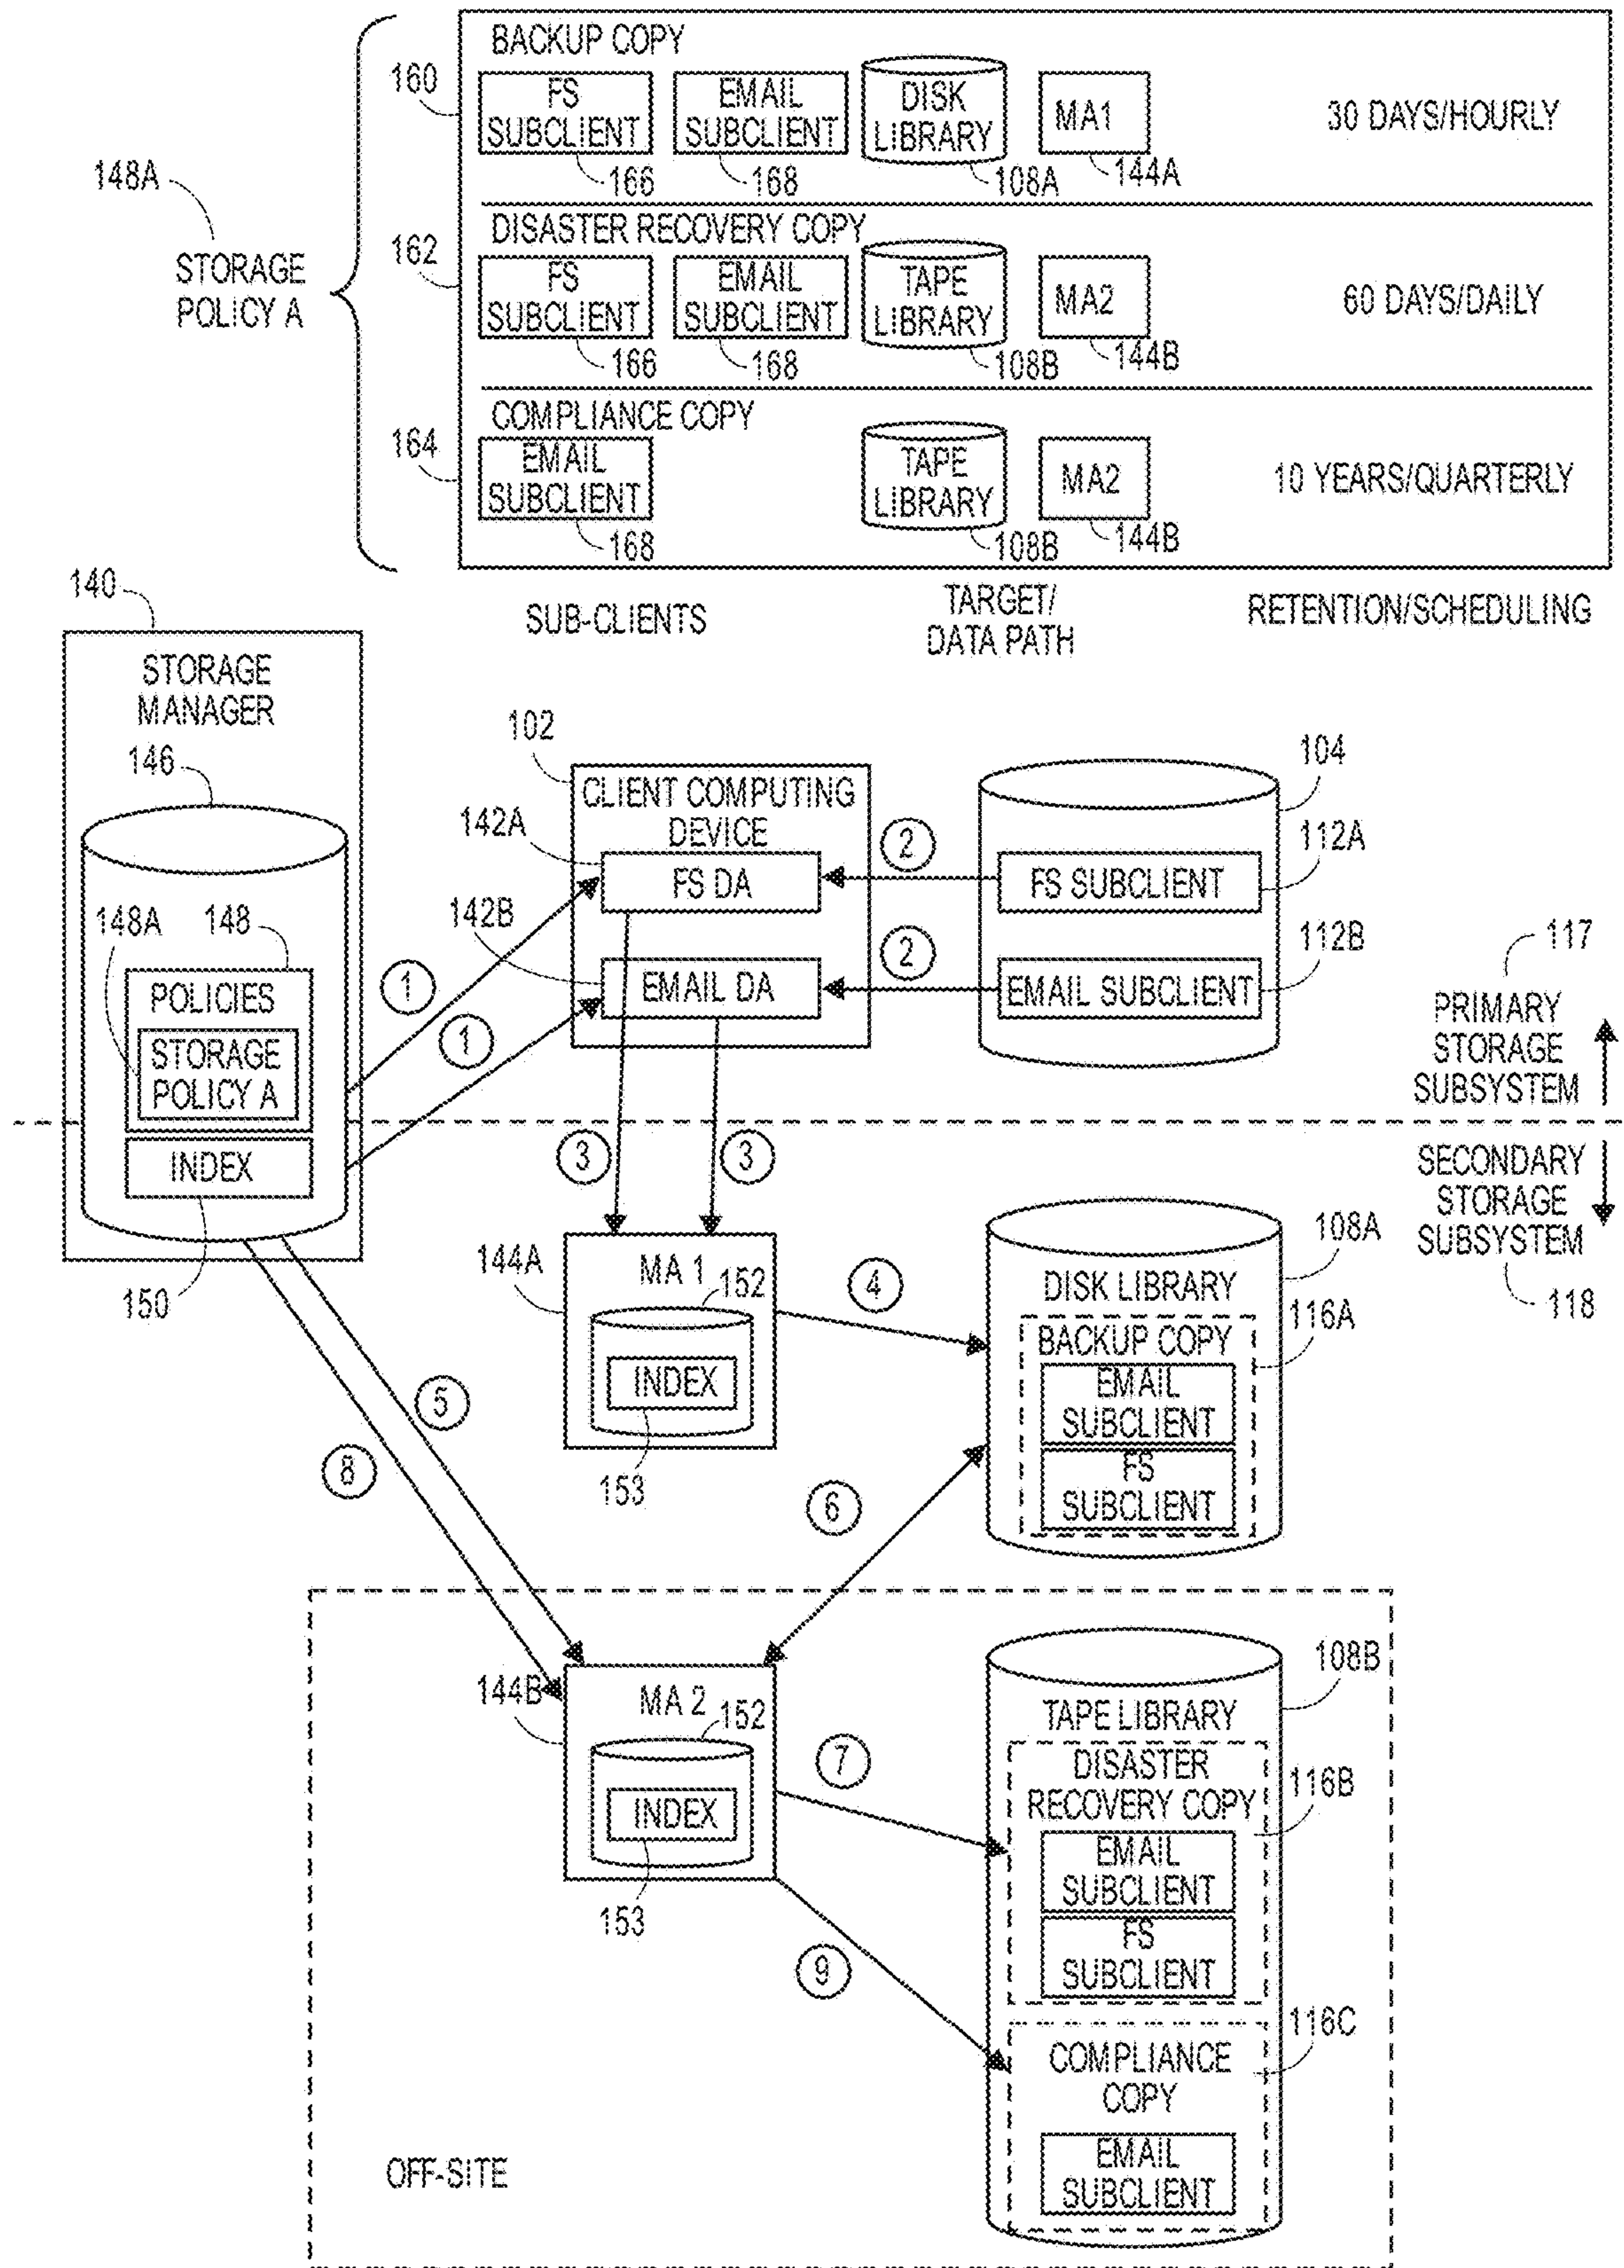 BACKUP COPY
160
FS
SUBCLIENT
166
EMAIL
SUBCLIENT
168
DISK
LIBRARY
108A
MA1
144A
30 DAYS/HOURLY
148A
STORAGE
POLICY A
DISASTER RECOVERY COPY
162
FS
SUBCLIENT
166
EMAIL
SUBCLIENT
168
TAPE
LIBRARY
108B
MA2
144B
60 DAYS/DAILY
COMPLIANCE COPY
164
EMAIL
SUBCLIENT
168
TAPE
LIBRARY
108B
MA2
144B
10 YEARS/QUARTERLY
SUB-CLIENTS
TARGET/
DATA PATH
RETENTION/SCHEDULING
140
STORAGE
MANAGER
146
148A
148
POLICIES
STORAGE
POLICY A
INDEX
150
102
CLIENT COMPUTING
DEVICE
142A
FS DA
142B
EMAIL DA
104
FS SUBCLIENT
112A
EMAIL SUBCLIENT
112B
1
1
2
2
117
PRIMARY
STORAGE
SUBSYSTEM
SECONDARY
STORAGE
SUBSYSTEM
118
3
3
144A
MA 1
152
INDEX
153
4
108A
DISK LIBRARY
116A
BACKUP COPY
EMAIL
SUBCLIENT
FS
SUBCLIENT
5
8
6
144B
MA 2
152
INDEX
153
7
9
108B
TAPE LIBRARY
DISASTER
RECOVERY COPY
116B
EMAIL
SUBCLIENT
FS
SUBCLIENT
116C
COMPLIANCE
COPY
EMAIL
SUBCLIENT
OFF-SITE